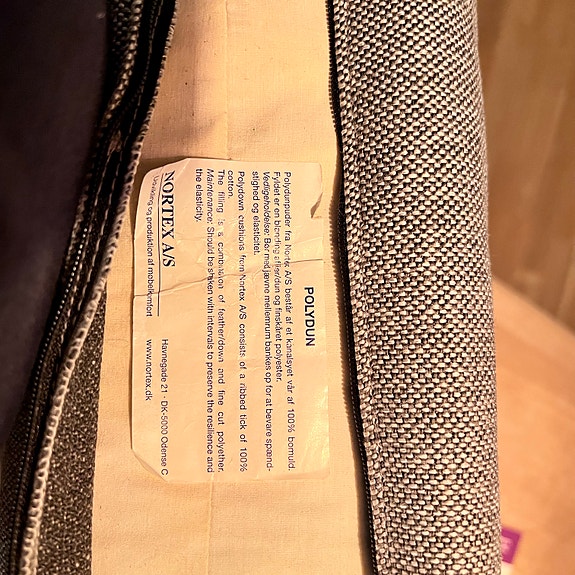 POLYDUN
Polydunpuder fra Nortex A/S består af et kanalsyet vår af 100% bomuld.
Fyldet er en blanding af fjer/dun og finskåret polyester.
Vedligeholdelse: Bør med jævne mellemrum bankes op for at bevare spænd-
stighed og elasticitet.
Polydown cushions from Nortex A/S consists of a ribbed tick of 100%
cotton.
The filling is a combination of feather/down and fine cut polyether.
Maintenance: Should be shaken with intervals to preserve the resilience and
the elasticity.
NORTEX A/S
Udvikling og produktion af møbelkomfort
Havnegade 21 · DK-5000 Odense C
www.nortex.dk